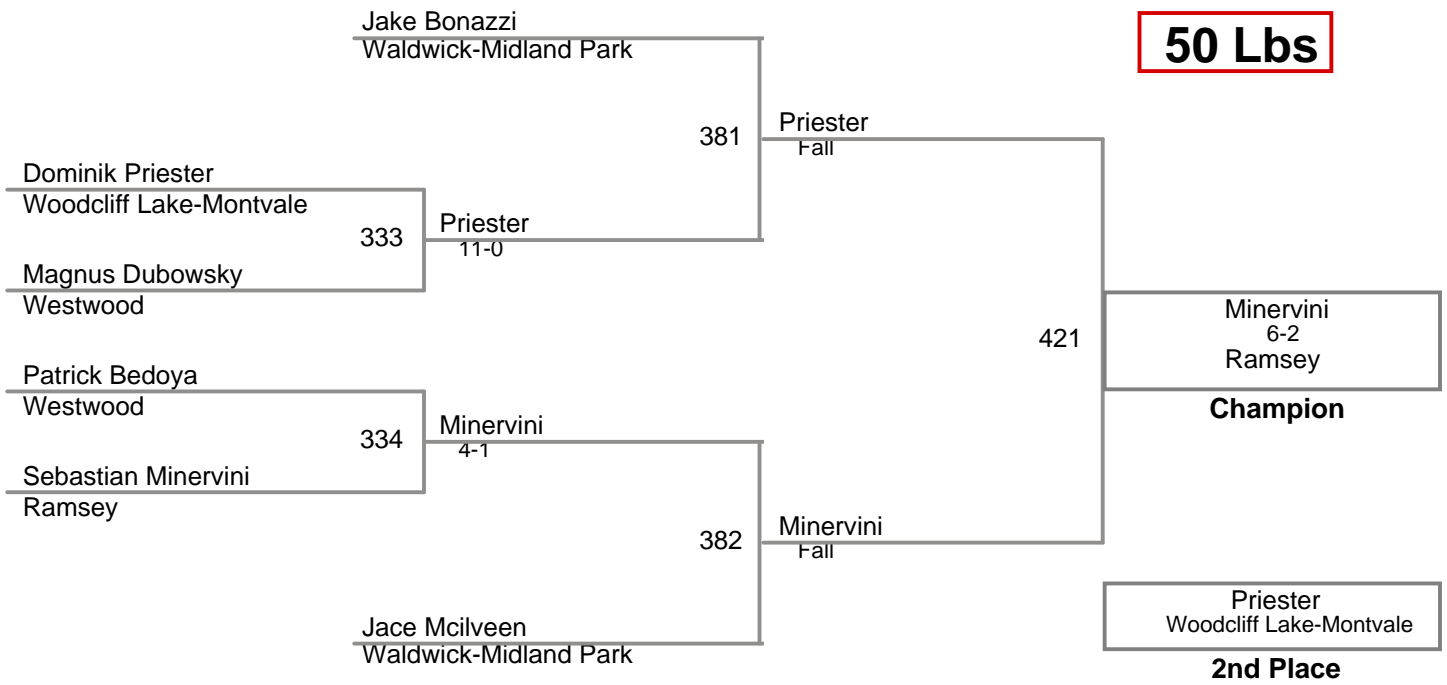 Jake Bonazzi
Waldwick-Midland Park
50 Lbs
381
Priester
Fall
Dominik Priester
Woodcliff Lake-Montvale
333
Priester
11-0
Magnus Dubowsky
Westwood
421
Minervini
6-2
Ramsey
Champion
Patrick Bedoya
Westwood
334
Minervini
4-1
Sebastian Minervini
Ramsey
382
Minervini
Fall
Jace Mcilveen
Waldwick-Midland Park
Priester
Woodcliff Lake-Montvale
2nd Place